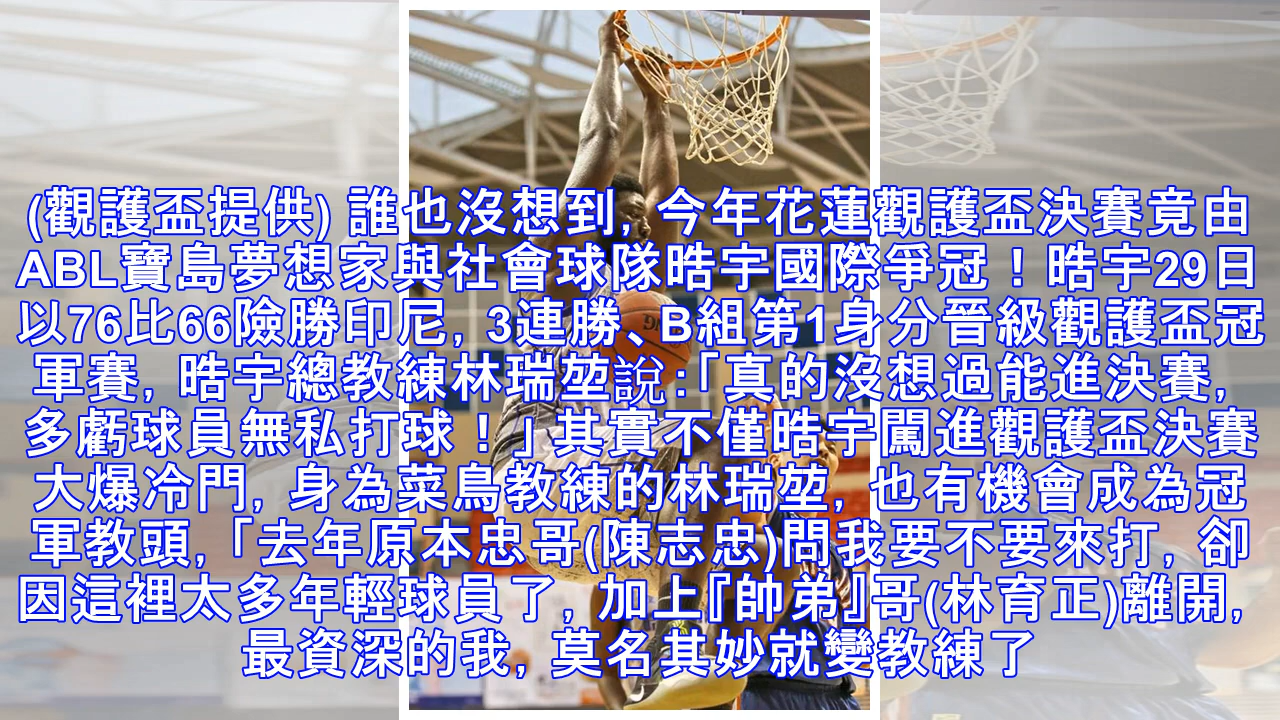 (觀護盃提供) 誰也沒想到, 今年花蓮觀護盃決賽竟由
ABL寶島夢想家與社會球隊晧宇國際爭冠！晧宇29日
以76比66險勝印尼, 3連勝、B組第1身分晉級觀護盃冠
軍賽, 晧宇總教練林瑞堃說:「真的沒想過能進決賽,
多虧球員無私打球！」其實不僅晧宇闖進觀護盃決賽
大爆冷門, 身為菜鳥教練的林瑞堃, 也有機會成為冠
軍教頭,「去年原本忠哥(陳志忠)問我要不要來打, 卻
因這裡太多年輕球員了, 加上『帥弟』哥(林育正)離開,
最資深的我, 莫名其妙就變教練了